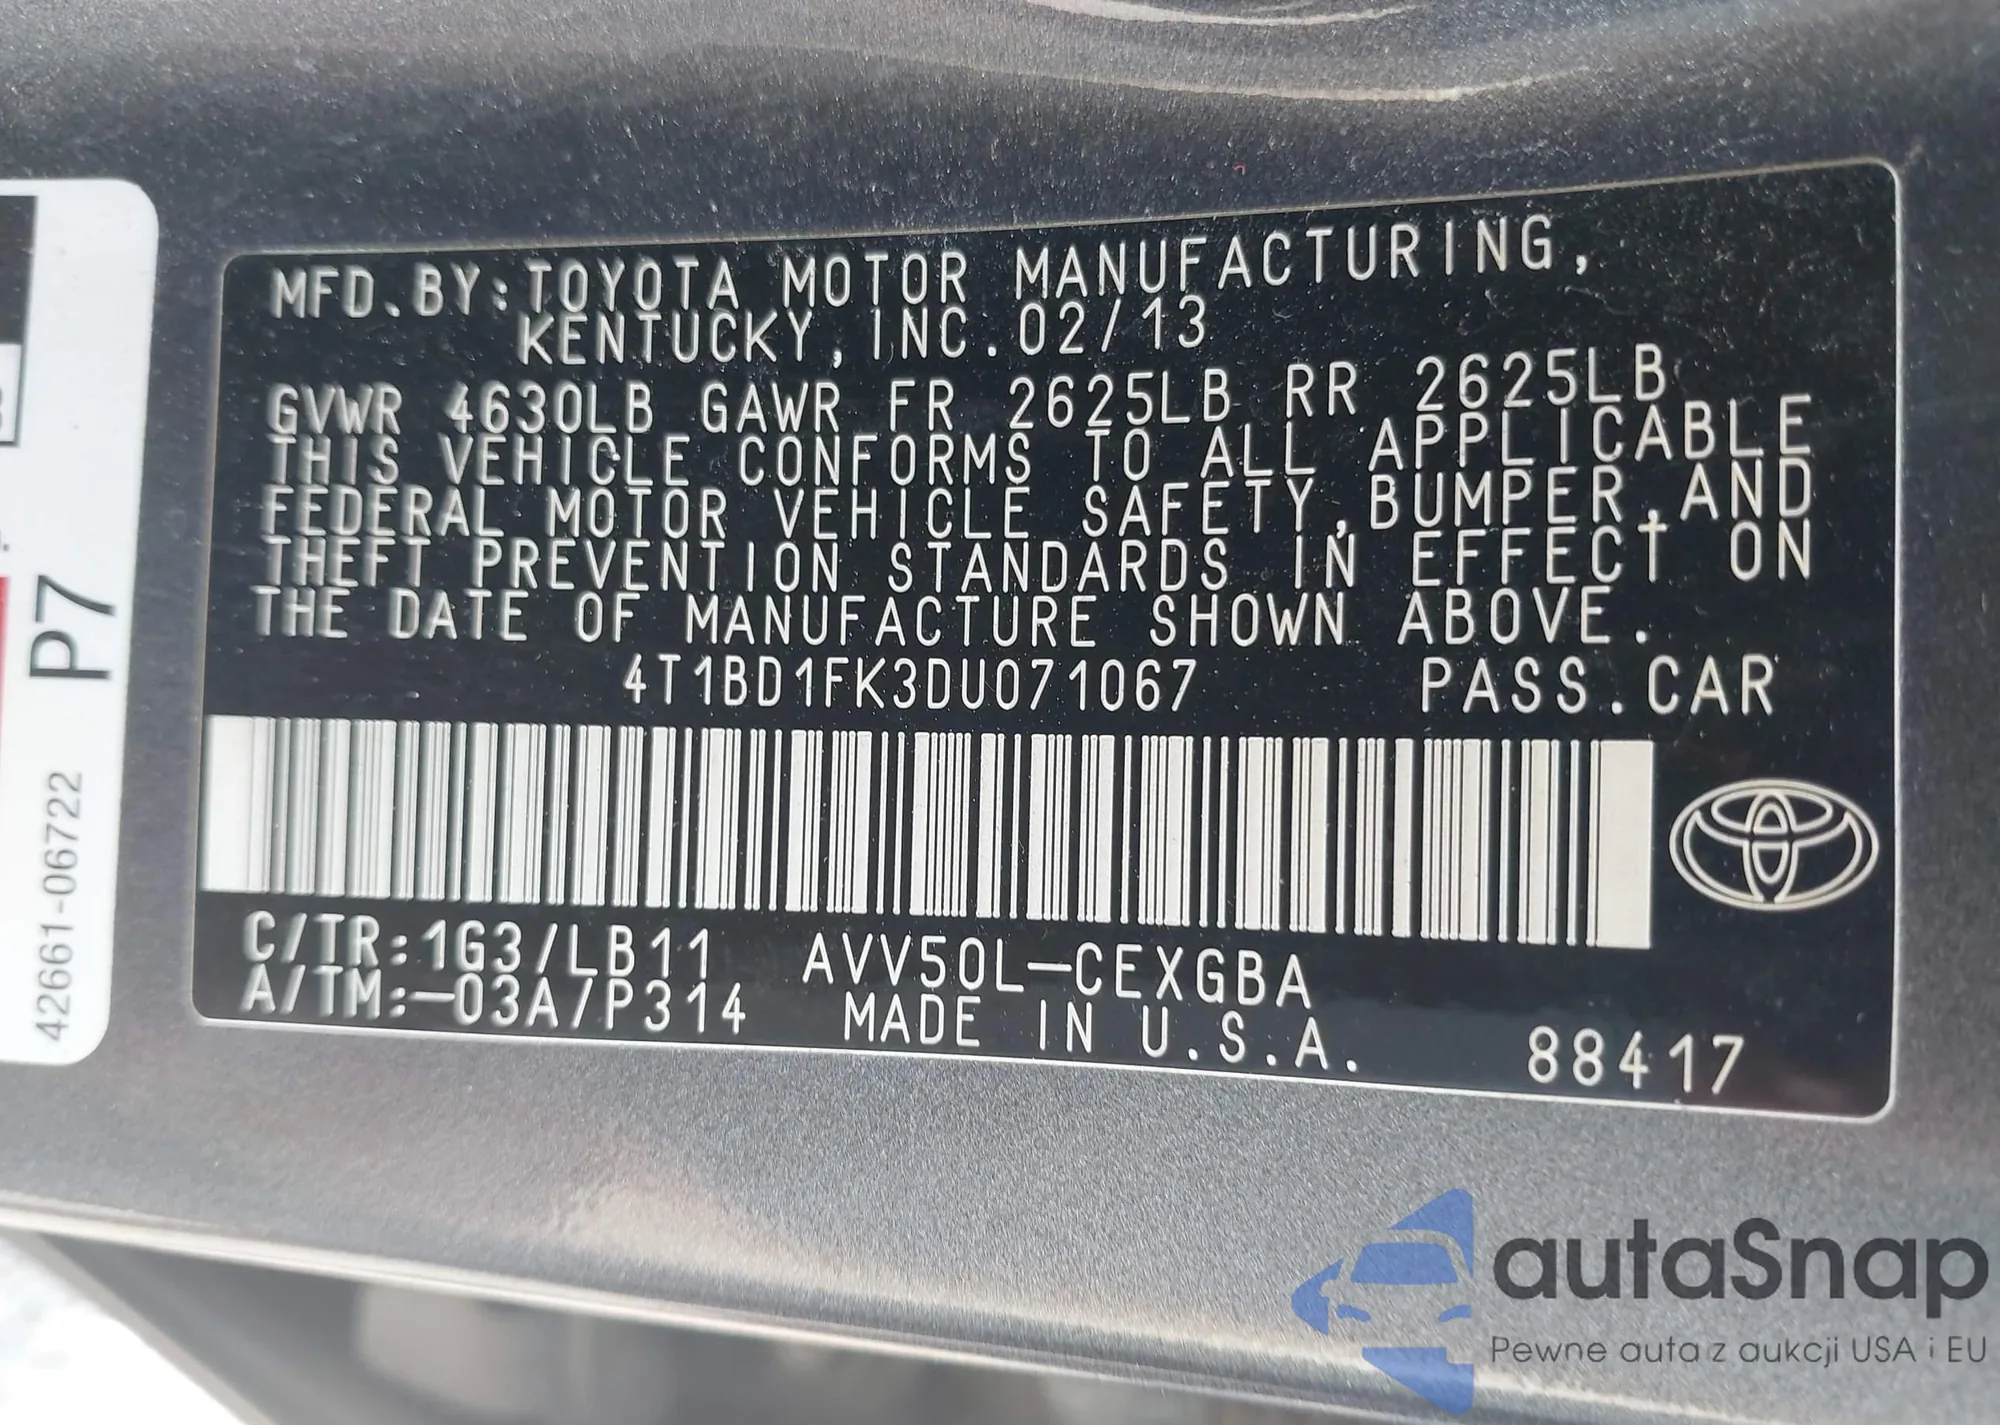 MFD.BY:TOYOTA MOTOR MANUFACTURING,
KENTUCKY,INC.02/13
GVWR 4630LB GAWR FR 2625LB RR 2625LB
THIS VEHICLE CONFORMS TO ALL APPLICABLE
FEDERAL MOTOR VEHICLE SAFETY,BUMPER,AND
THEFT PREVENTION STANDARDS IN EFFECT ON
THE DATE OF MANUFACTURE SHOWN ABOVE.
4T1BD1FK3DU071067 PASS.CAR
C/TR:1G3/LB11 AVV50L-CEXGBA
A/TM:-03A/P314 MADE IN U.S.A. 88417
P7
42661-06722
autaSnap
Pewne auta z aukcji USA i EU